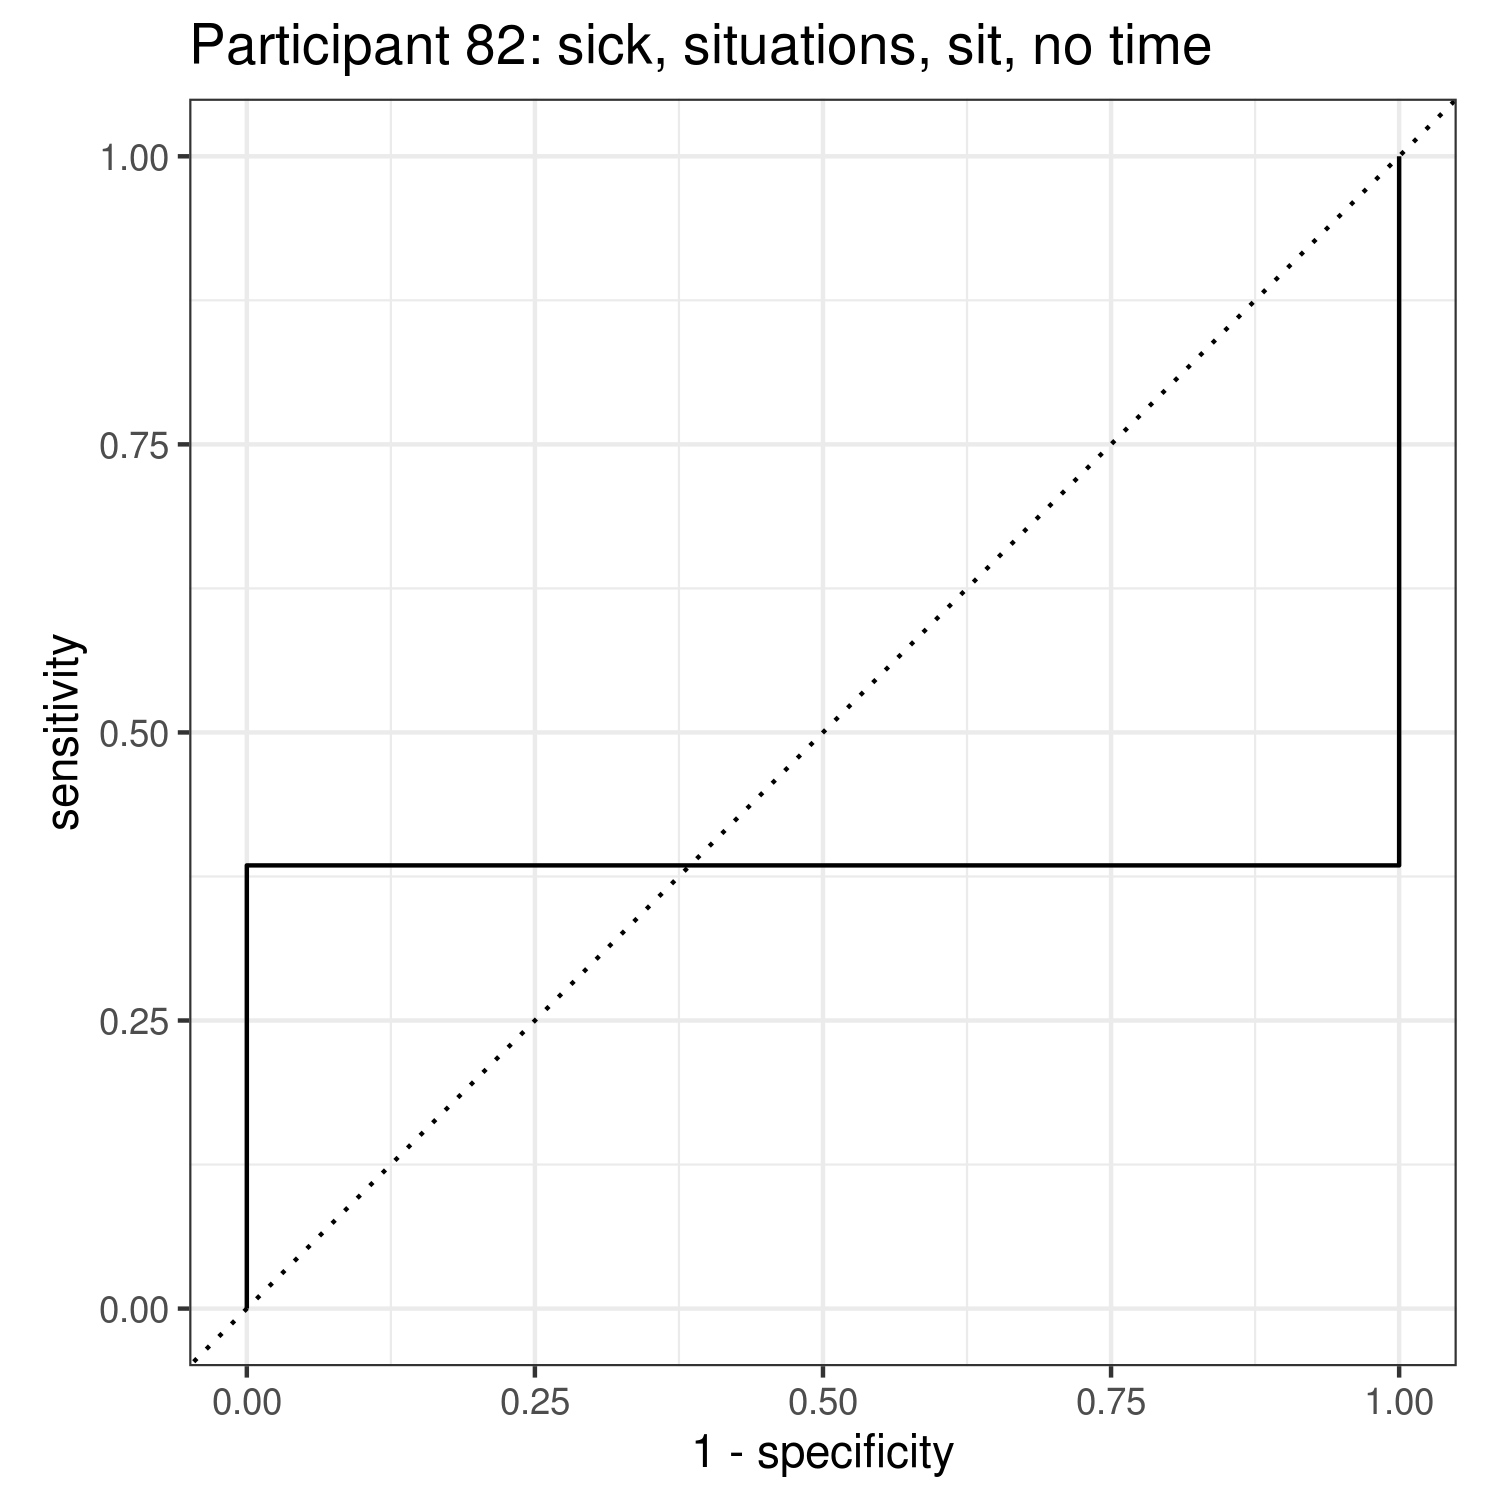 Participant 82: sick, situations, sit, no time
1.00
0.75
0.50
0.25
0.00
sensitivity
0.00 0.25 0.50 0.75 1.00
1 - specificity